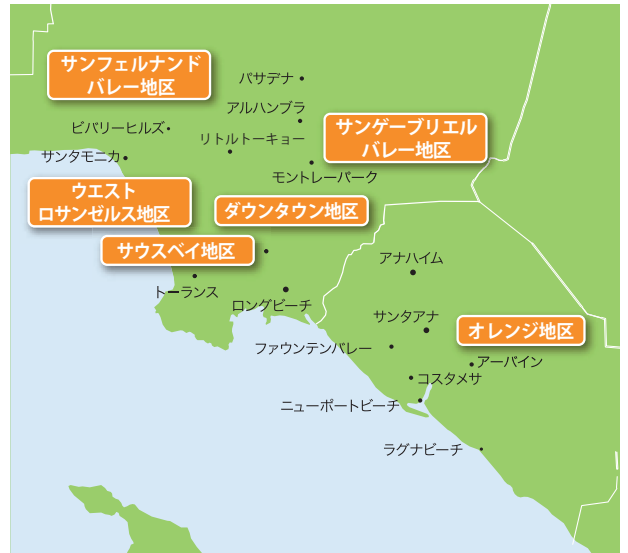 サンフェルナンド
バレー地区
パサデナ
アルハンブラ
ビバリーヒルズ
リトルトーキョー
サンゲーブリエル
バレー地区
サンタモニカ
モントレーパーク
ウエスト
ロサンゼルス地区
ダウンタウン地区
サウスベイ地区
アナハイム
トーランス
ロングビーチ
サンタアナ
オレンジ地区
ファウンテンバレー
アーバイン
コスタメサ
ニューポートビーチ
ラグナビーチ